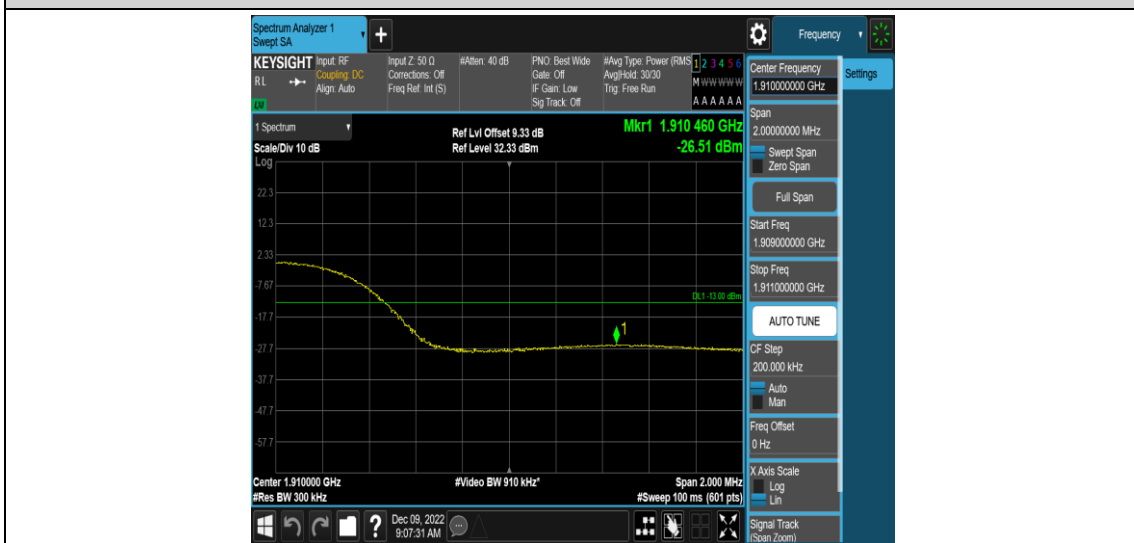 Spectrum Analyzer 1
Swept SA
+
Frequency
KEYSIGHT
RL
LXI
Input: RF
Coupling: DC
Align: Auto
Input Z: 50 Ω
Corrections: Off
Freq Ref: Int (S)
#Atten: 40 dB
PNO: Best Wide
Gate: Off
IF Gain: Low
Sig Track: Off
#Avg Type: Power (RMS
Avg|Hold: 30/30
Trig: Free Run
1 2 3 4 5 6
M W W W W W
A A A A A A
1 Spectrum
Scale/Div 10 dB
Log
Ref Lvl Offset 9.33 dB
Ref Level 32.33 dBm
Mkr1 1.910 460 GHz
-26.51 dBm
22.3
12.3
2.33
-7.67
-17.7
-27.7
-37.7
-47.7
-57.7
DL1 -13.00 dBm
1
Center 1.910000 GHz
#Res BW 300 kHz
#Video BW 910 kHz*
Span 2.000 MHz
#Sweep 100 ms (601 pts)
Center Frequency
1.910000000 GHz
Settings
Span
2.00000000 MHz
Swept Span
Zero Span
Full Span
Start Freq
1.909000000 GHz
Stop Freq
1.911000000 GHz
AUTO TUNE
CF Step
200.000 kHz
Auto
Man
Freq Offset
0 Hz
X Axis Scale
Log
Lin
Signal Track
(Span Zoom)
?
Dec 09, 2022
9:07:31 AM